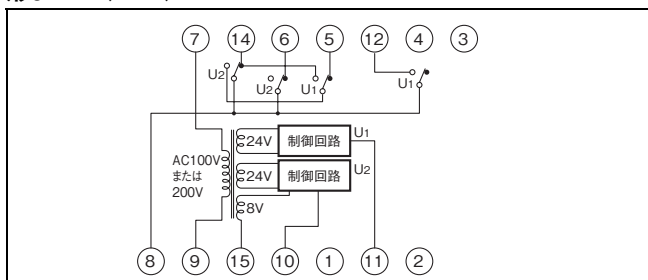 ⑦ ⑭ ⑥ ⑤ ⑫ ④ ③
U2 U2 U1 U1
24V 制御回路 U1
AC100V
または
200V
24V 制御回路 U2
8V
⑧ ⑨ ⑮ ⑩ ① ⑪ ②